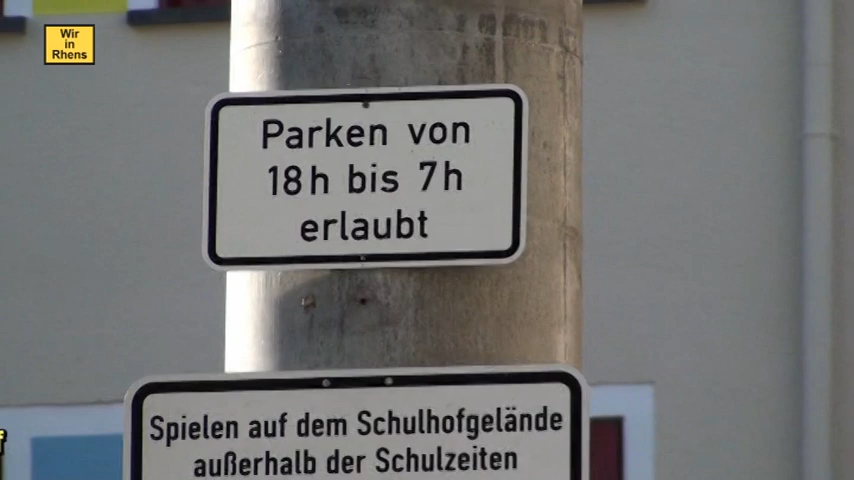 Wir
in
Rhens
Parken von
18h bis 7h
erlaubt
Spielen auf dem Schulhofgelände
außerhalb der Schulzeiten